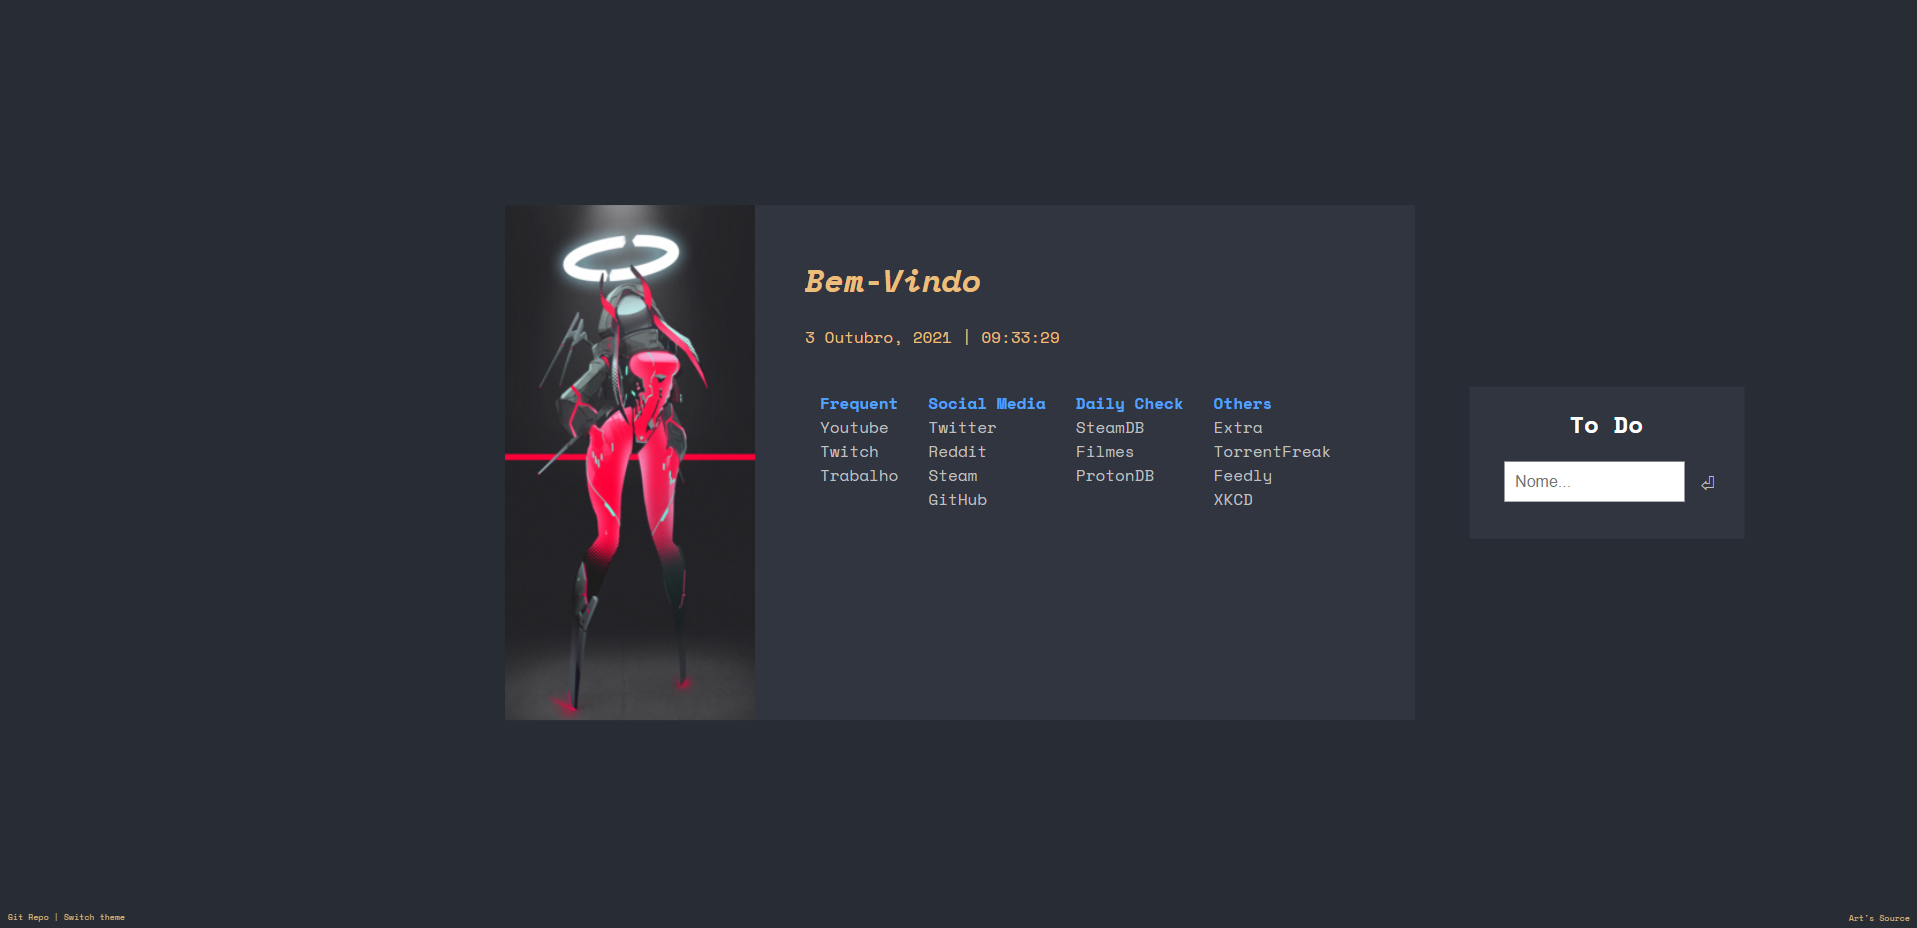 Bem-Vindo
3 Outubro, 2021 | 09:33:29
Frequent
Youtube
Twitch
Trabalho
Social Media
Twitter
Reddit
Steam
GitHub
Daily Check
SteamDB
Filmes
ProtonDB
Others
Extra
TorrentFreak
Feedly
XKCD
To Do
Nome...
Git Repo | Switch theme
Art's Source